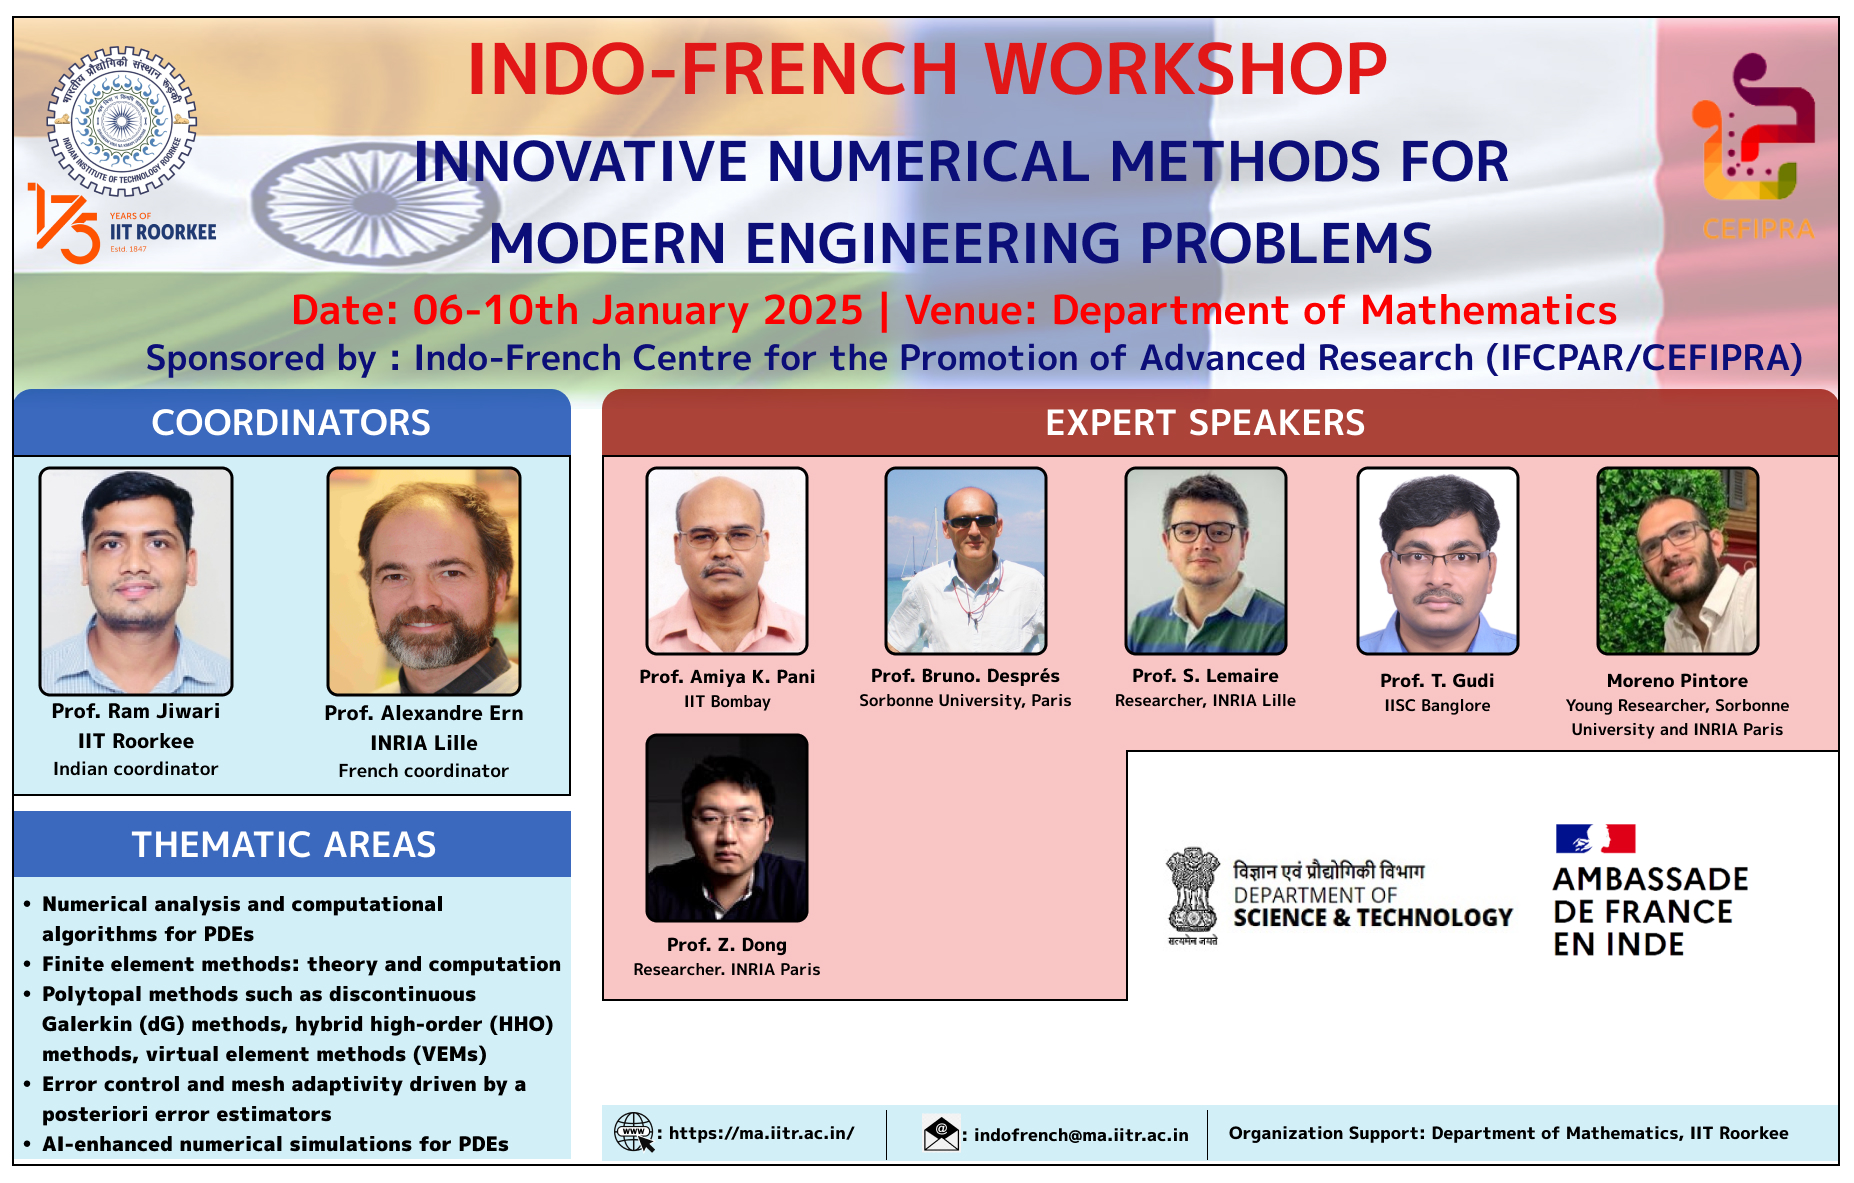 INDO-FRENCH WORKSHOP
INNOVATIVE NUMERICAL METHODS FOR
MODERN ENGINEERING PROBLEMS
Date: 06-10th January 2025 | Venue: Department of Mathematics
Sponsored by : Indo-French Centre for the Promotion of Advanced Research (IFCPAR/CEFIPRA)
भारतीय प्रौद्योगिकी संस्थान रूड़की
INDIAN INSTITUTE OF TECHNOLOGY ROORKEE
175
YEARS OF
IIT ROORKEE
Estd. 1847
CEFIPRA
COORDINATORS
Prof. Ram Jiwari
IIT Roorkee
Indian coordinator
Prof. Alexandre Ern
INRIA Lille
French coordinator
THEMATIC AREAS
• Numerical analysis and computational
algorithms for PDEs
• Finite element methods: theory and computation
• Polytopal methods such as discontinuous
Galerkin (dG) methods, hybrid high-order (HHO)
methods, virtual element methods (VEMs)
• Error control and mesh adaptivity driven by a
posteriori error estimators
• AI-enhanced numerical simulations for PDEs
EXPERT SPEAKERS
Prof. Amiya K. Pani
IIT Bombay
Prof. Bruno. Després
Sorbonne University, Paris
Prof. S. Lemaire
Researcher, INRIA Lille
Prof. T. Gudi
IISC Banglore
Moreno Pintore
Young Researcher, Sorbonne
University and INRIA Paris
Prof. Z. Dong
Researcher. INRIA Paris
सत्यमेव जयते
विज्ञान एवं प्रौद्योगिकी विभाग
DEPARTMENT OF
SCIENCE & TECHNOLOGY
AMBASSADE
DE FRANCE
EN INDE
www
: https://ma.iitr.ac.in/
@
: indofrench@ma.iitr.ac.in
Organization Support: Department of Mathematics, IIT Roorkee